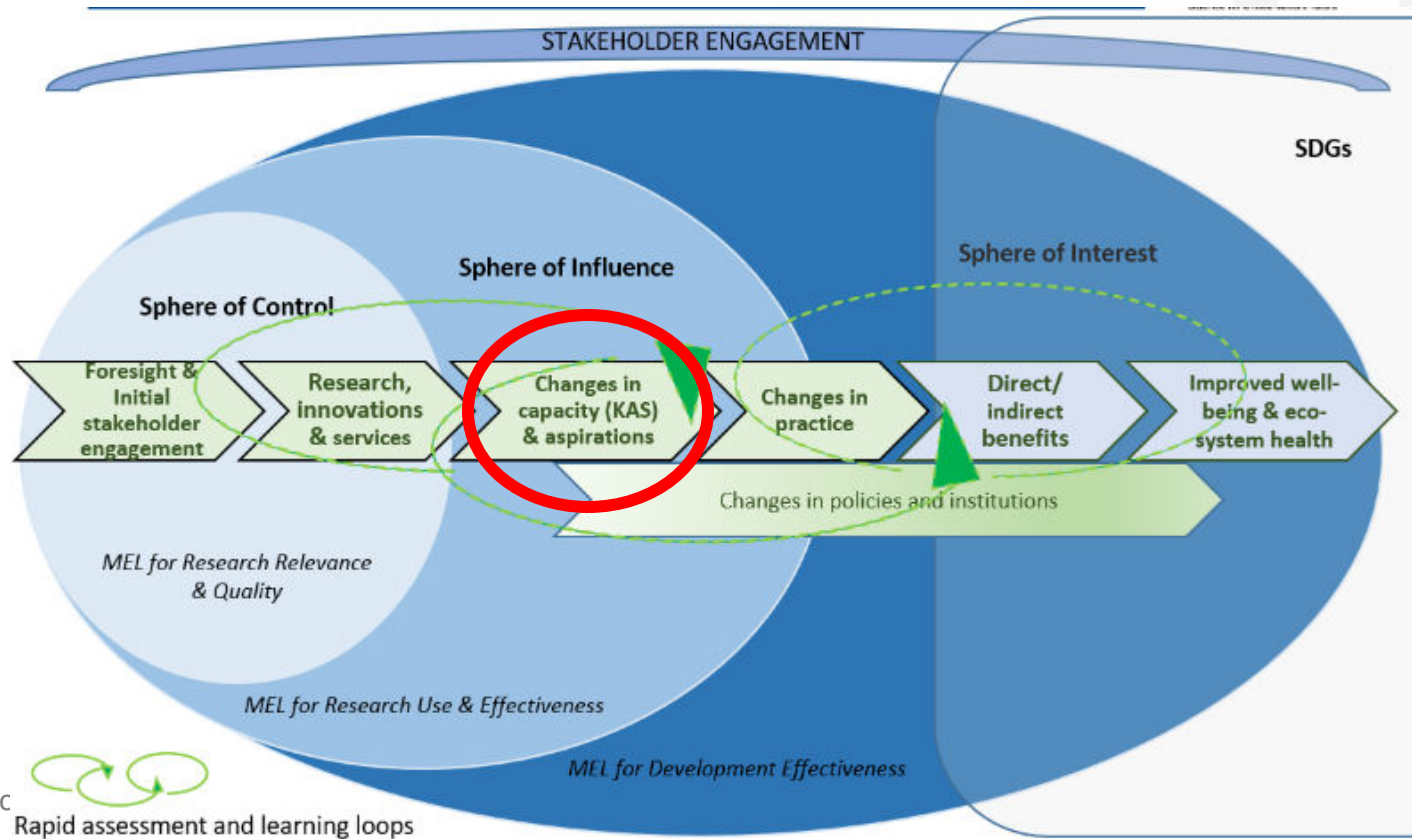 STAKEHOLDER ENGAGEMENT
SDGs
Sphere of Interest
Sphere of Influence
Sphere of Control
Foresight &
Initial
stakeholder
engagement
Research,
innovations
& services
Changes in
capacity (KAS)
& aspirations
Changes in
practice
Direct/
indirect
benefits
Improved well-
being & eco-
system health
Changes in policies and institutions
MEL for Research Relevance
& Quality
MEL for Research Use & Effectiveness
MEL for Development Effectiveness
Rapid assessment and learning loops